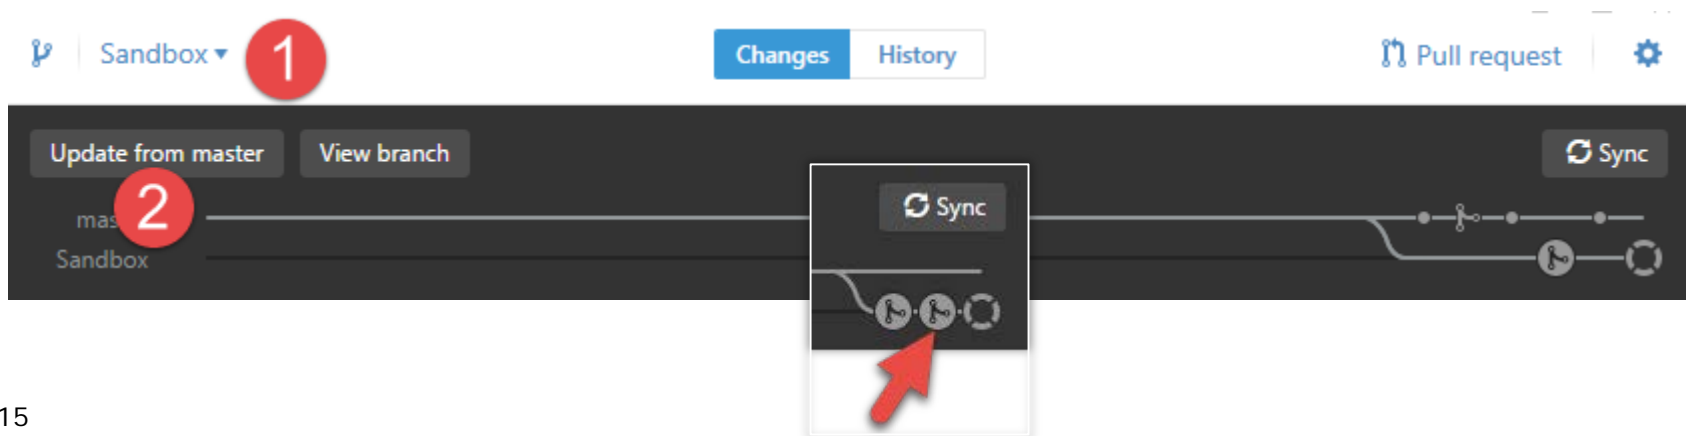 Sandbox 1 Changes History Pull request
Update from master View branch Sync
2 Sync
Sandbox
15